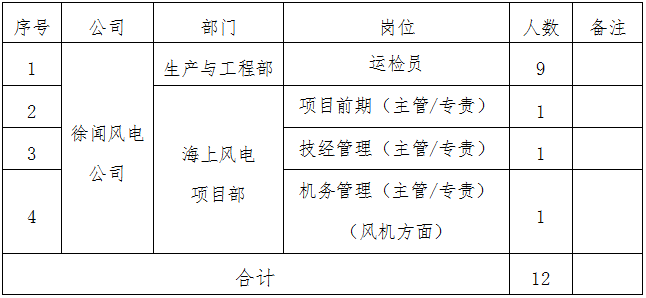 序号 公司 部门 岗位 人数 备注
1 徐闻风电公司 生产与工程部 运检员 9
2 海上风电项目部 项目前期（主管/专责） 1
3 技经管理（主管/专责） 1
4 机务管理（主管/专责）
（风机方面） 1
合计 12